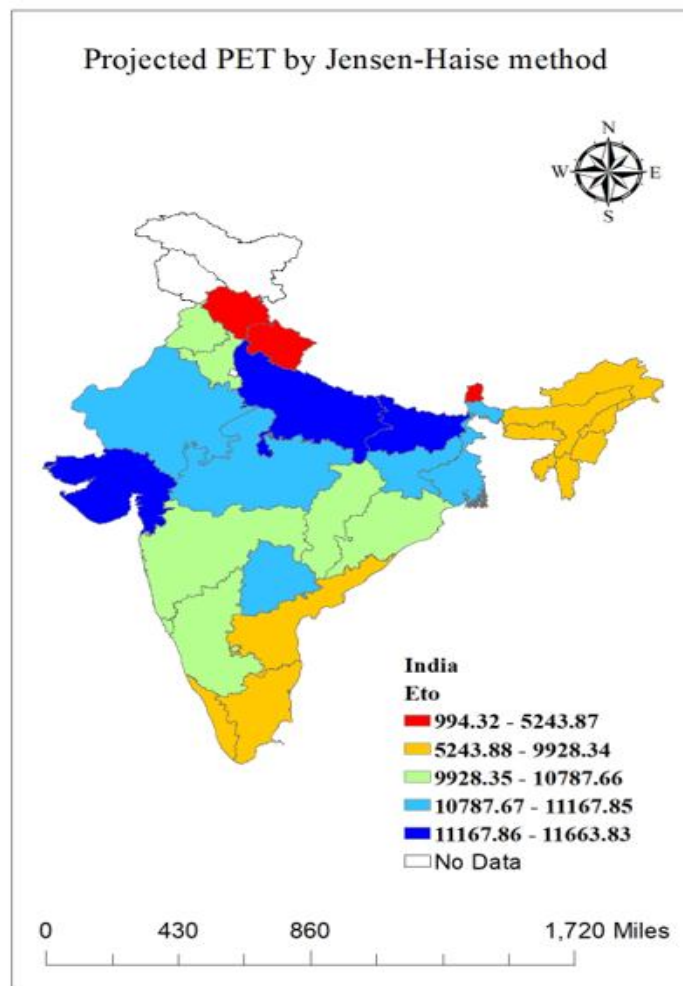 Projected PET by Jensen-Haise method
N
W E
S
India
Eto
994.32 - 5243.87
5243.88 - 9928.34
9928.35 - 10787.66
10787.67 - 11167.85
11167.86 - 11663.83
No Data
0 430 860 1,720 Miles